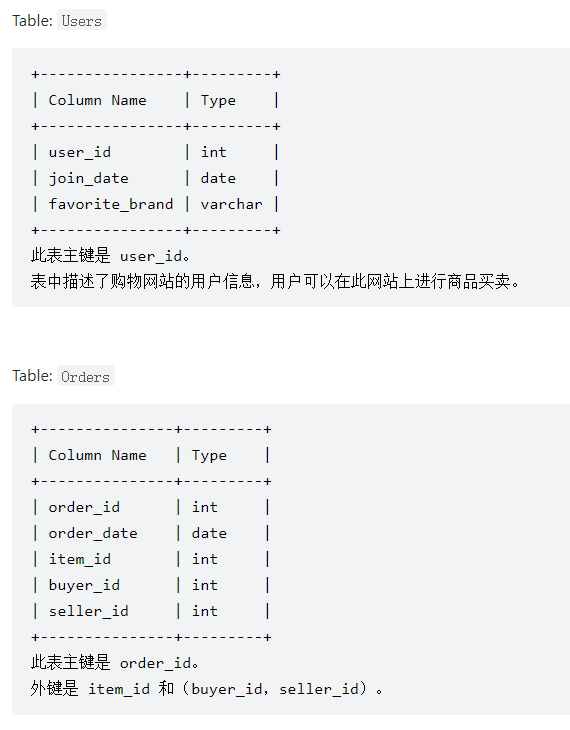 Table: Users
+----------------+---------+
| Column Name    | Type    |
+----------------+---------+
| user_id        | int     |
| join_date      | date    |
| favorite_brand | varchar |
+----------------+---------+
此表主键是 user_id。
表中描述了购物网站的用户信息，用户可以在此网站上进行商品买卖。
Table: Orders
+---------------+---------+
| Column Name   | Type    |
+---------------+---------+
| order_id      | int     |
| order_date    | date    |
| item_id       | int     |
| buyer_id      | int     |
| seller_id     | int     |
+---------------+---------+
此表主键是 order_id。
外键是 item_id 和（buyer_id，seller_id）。